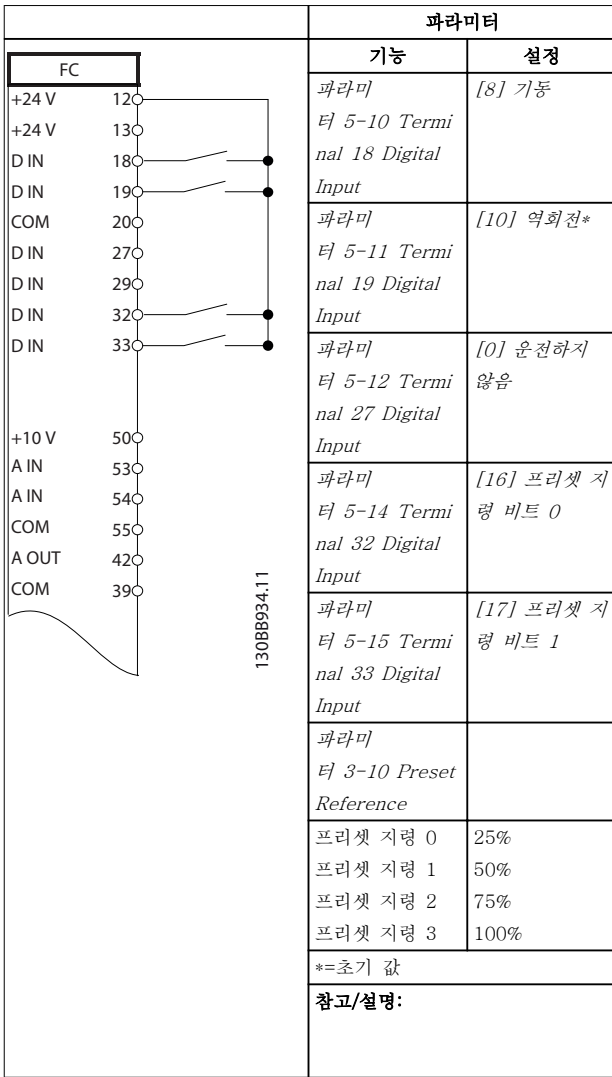 파라미터
기능 설정
FC
+24 V 12
+24 V 13
D IN 18
D IN 19
COM 20
D IN 27
D IN 29
D IN 32
D IN 33
+10 V 50
A IN 53
A IN 54
COM 55
A OUT 42
COM 39
130BB934.11
파라미
터 5-10 Termi
nal 18 Digital
Input
[8] 기동
파라미
터 5-11 Termi
nal 19 Digital
Input
[10] 역회전*
파라미
터 5-12 Termi
nal 27 Digital
Input
[0] 운전하지
않음
파라미
터 5-14 Termi
nal 32 Digital
Input
[16] 프리셋 지
령 비트 0
파라미
터 5-15 Termi
nal 33 Digital
Input
[17] 프리셋 지
령 비트 1
파라미
터 3-10 Preset
Reference
프리셋 지령 0 25%
프리셋 지령 1 50%
프리셋 지령 2 75%
프리셋 지령 3 100%
*=초기 값
참고/설명: